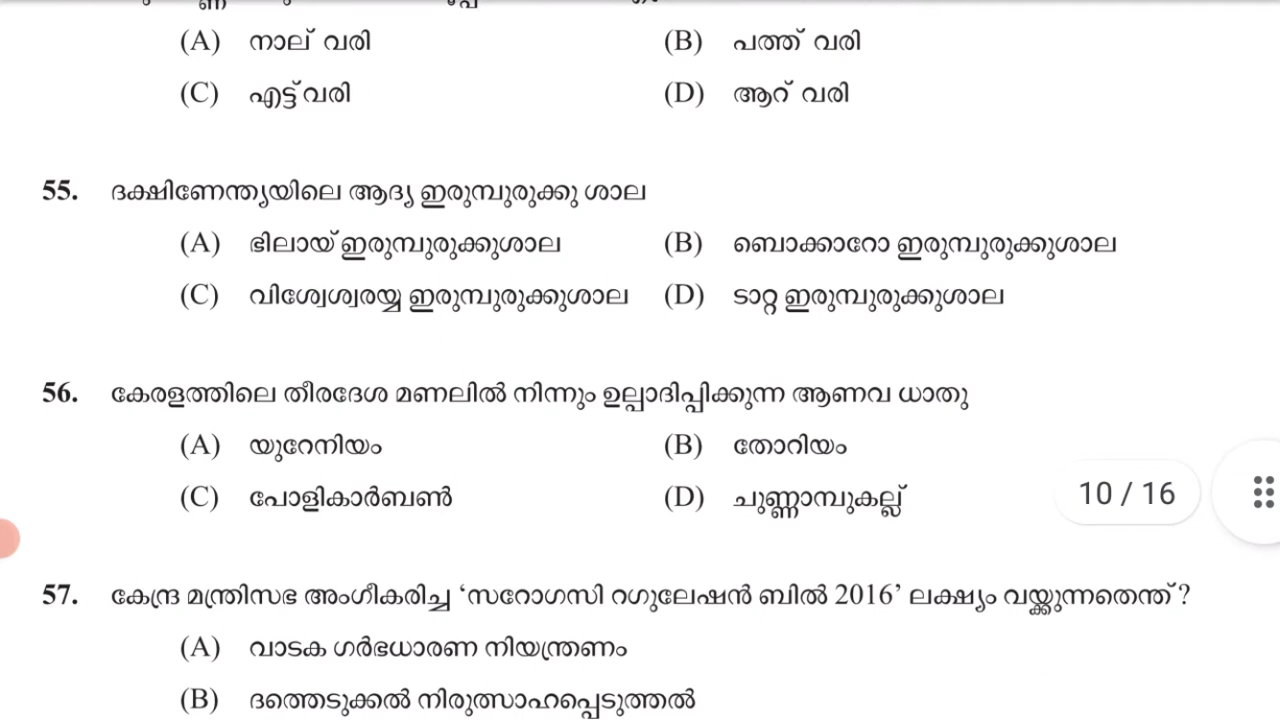 (A) നാല് വരി (B) പത്ത് വരി
(C) എട്ട് വരി (D) ആറ് വരി
55. ദക്ഷിണേന്ത്യയിലെ ആദ്യ ഇരുമ്പുരുക്കു ശാല
(A) ഭിലായ് ഇരുമ്പുരുക്കുശാല (B) ബൊക്കാറോ ഇരുമ്പുരുക്കുശാല
(C) വിശ്വേശ്വരയ്യ ഇരുമ്പുരുക്കുശാല (D) ടാറ്റ ഇരുമ്പുരുക്കുശാല
56. കേരളത്തിലെ തീരദേശ മണലിൽ നിന്നും ഉല്പാദിപ്പിക്കുന്ന ആണവ ധാതു
(A) യുറേനിയം (B) തോറിയം
(C) പോളികാർബൺ (D) ചുണ്ണാമ്പുകല്ല്
10 / 16
57. കേന്ദ്ര മന്ത്രിസഭ അംഗീകരിച്ച ‘സറോഗസി റഗുലേഷൻ ബിൽ 2016’ ലക്ഷ്യം വയ്ക്കുന്നതെന്ത് ?
(A) വാടക ഗർഭധാരണ നിയന്ത്രണം
(B) ദത്തെടുക്കൽ നിരുത്സാഹപ്പെടുത്തൽ